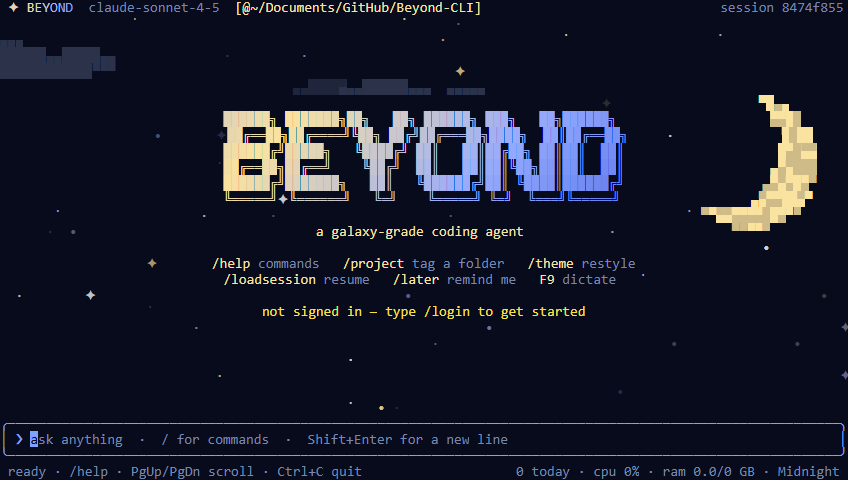 ✦ BEYOND claude-sonnet-4-5 [@~/Documents/GitHub/Beyond-CLI] session 8474f855
BEYOND
a galaxy-grade coding agent
/help commands /project tag a folder /theme restyle
/loadsession resume /later remind me F9 dictate
not signed in — type /login to get started
❯ ask anything · / for commands · Shift+Enter for a new line
ready · /help · PgUp/PgDn scroll · Ctrl+C quit 0 today · cpu 0% · ram 0.0/0 GB · Midnight